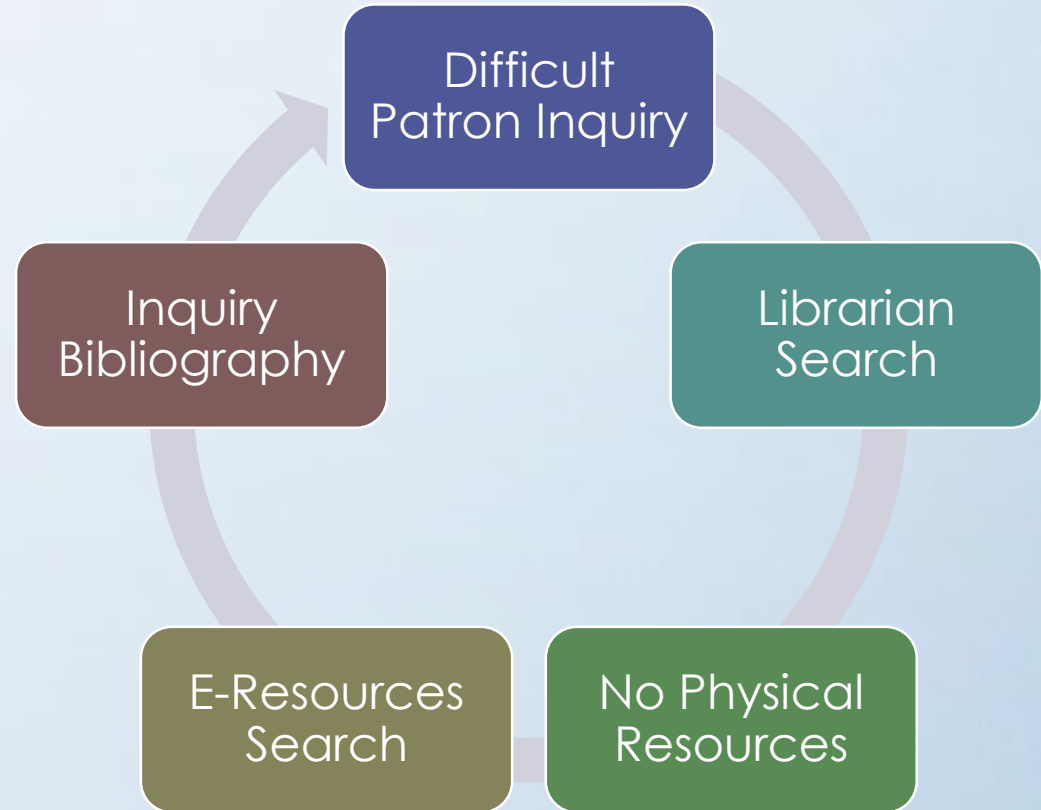 Difficult
Patron Inquiry
Librarian
Search
No Physical
Resources
E-Resources
Search
Inquiry
Bibliography